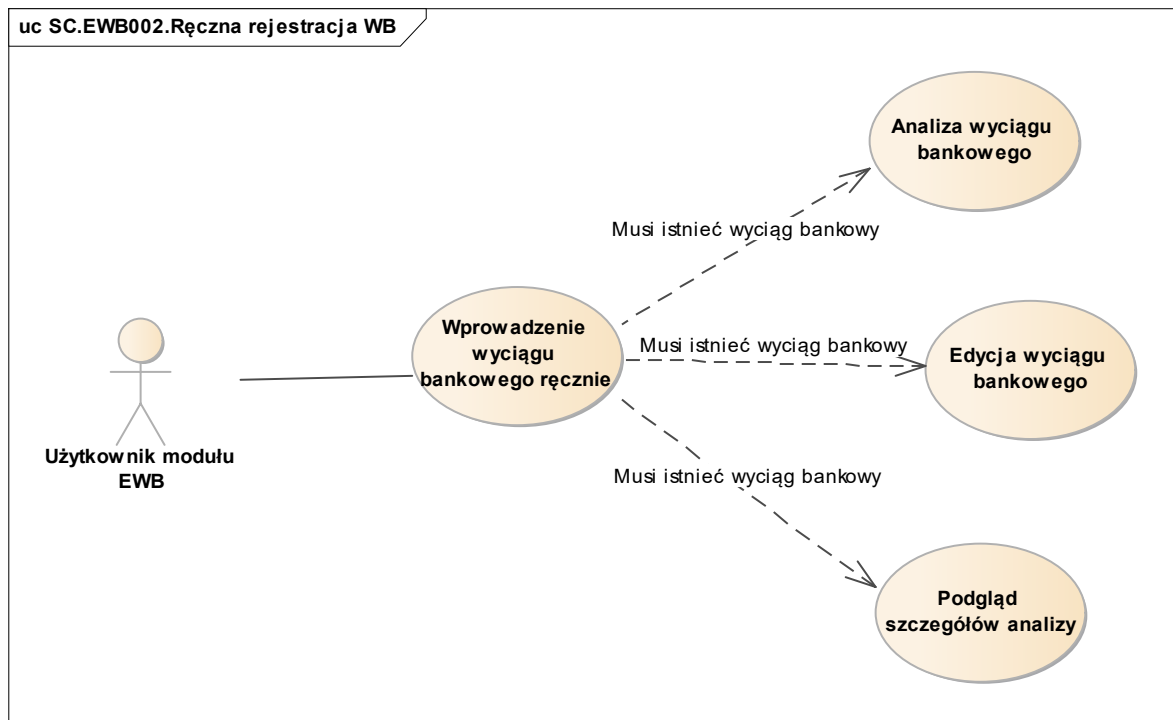 uc SC.EWB002.Ręczna rejestracja WB
Analiza wyciągu
bankowego
Musi istnieć wyciąg bankowy
Wprowadzenie
wyciągu
bankowego ręcznie
Musi istnieć wyciąg bankowy
Edycja wyciągu
bankowego
Użytkownik modułu
EWB
Musi istnieć wyciąg bankowy
Podgląd
szczegółów analizy